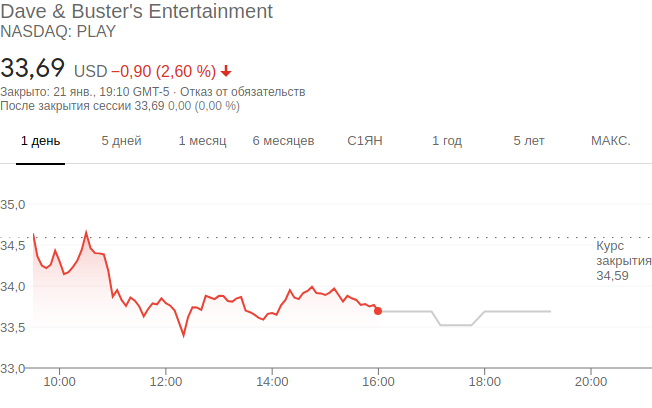 Dave & Buster's Entertainment
NASDAQ: PLAY
33,69 USD −0,90 (2,60 %)
Закрыто: 21 янв., 19:10 GMT-5 · Отказ от обязательств
После закрытия сессии 33,69 0,00 (0,00 %)
1 день 5 дней 1 месяц 6 месяцев С1ЯН 1 год 5 лет МАКС.
35,0
34,5
34,0
33,5
33,0
Курс
закрытия
34,59
10:00 12:00 14:00 16:00 18:00 20:00